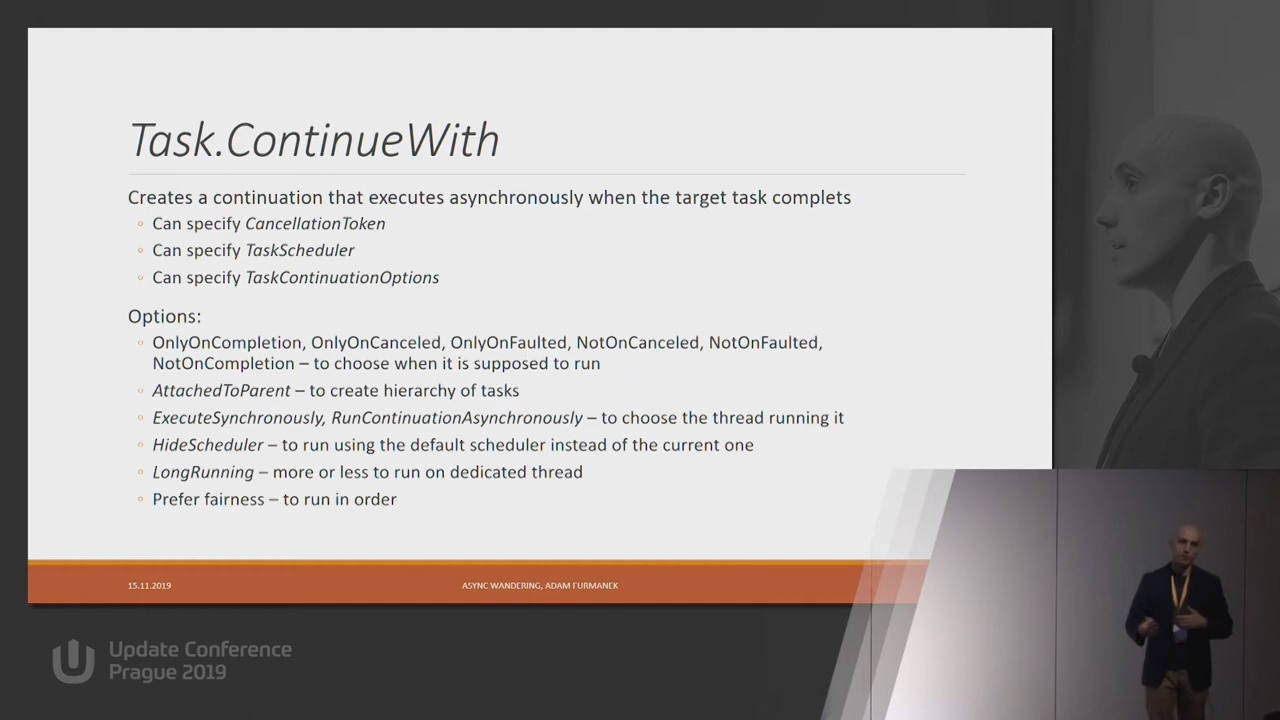 Task.ContinueWith
Creates a continuation that executes asynchronously when the target task complets
Can specify CancellationToken
Can specify TaskScheduler
Can specify TaskContinuationOptions
Options:
OnlyOnCompletion, OnlyOnCanceled, OnlyOnFaulted, NotOnCanceled, NotOnFaulted,
NotOnCompletion – to choose when it is supposed to run
AttachedToParent – to create hierarchy of tasks
ExecuteSynchronously, RunContinuationAsynchronously – to choose the thread running it
HideScheduler – to run using the default scheduler instead of the current one
LongRunning – more or less to run on dedicated thread
Prefer fairness – to run in order
15.11.2019
ASYNC WANDERING, ADAM FURMANEK
Update Conference
Prague 2019